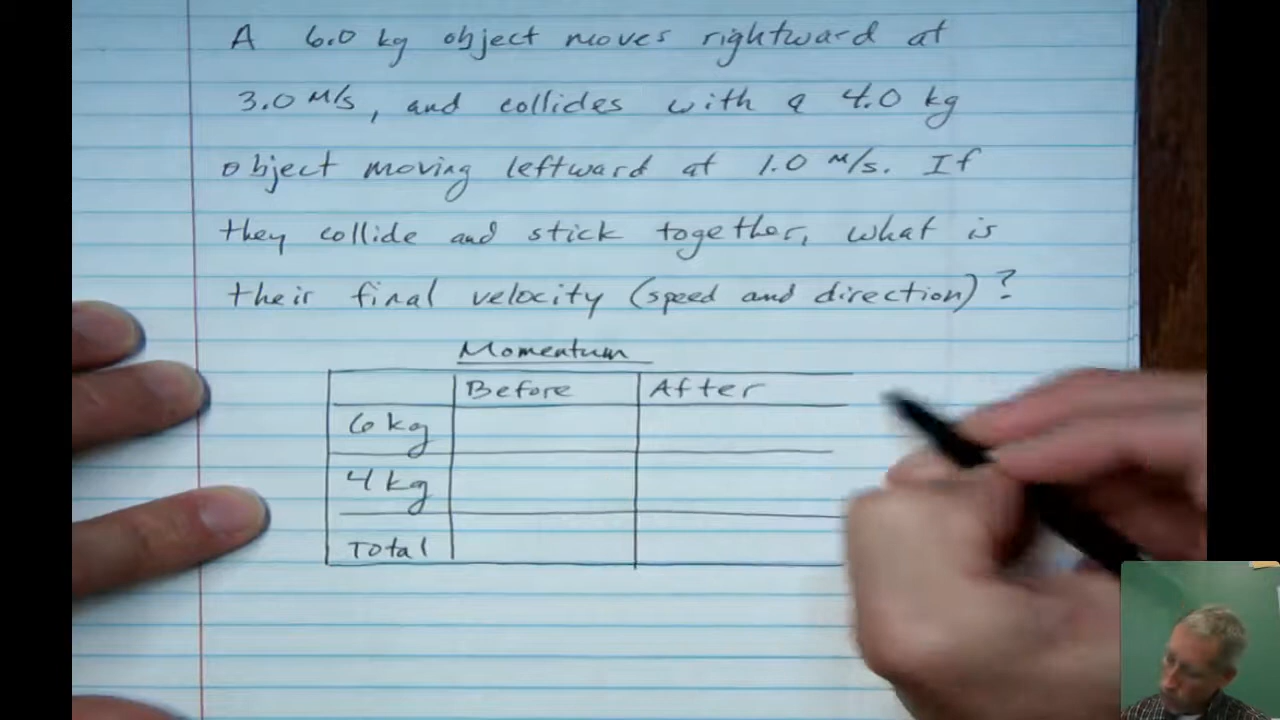 A 6.0 kg object moves rightward at
3.0 m/s, and collides with a 4.0 kg
object moving leftward at 1.0 m/s. If
they collide and stick together, what is
their final velocity (speed and direction)?
Momentum
Before After
6 kg
4 kg
Total